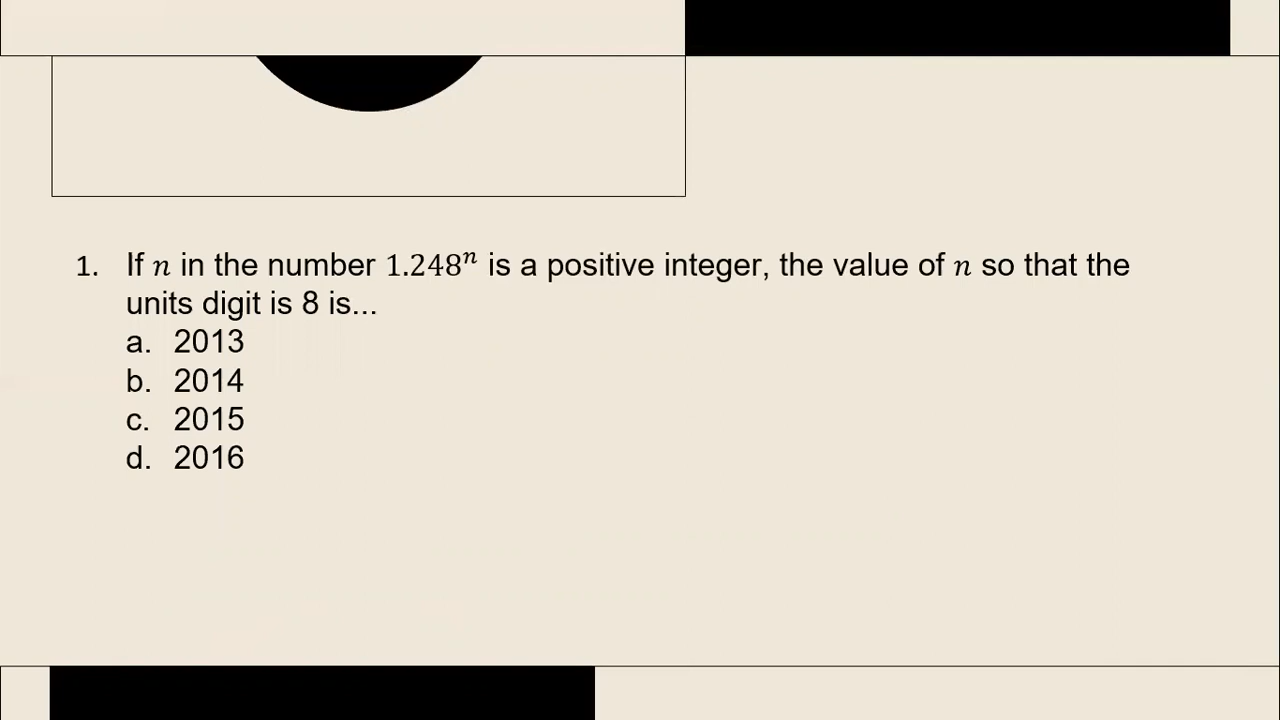 1. If n in the number 1.248ⁿ is a positive integer, the value of n so that the
units digit is 8 is...
a. 2013
b. 2014
c. 2015
d. 2016